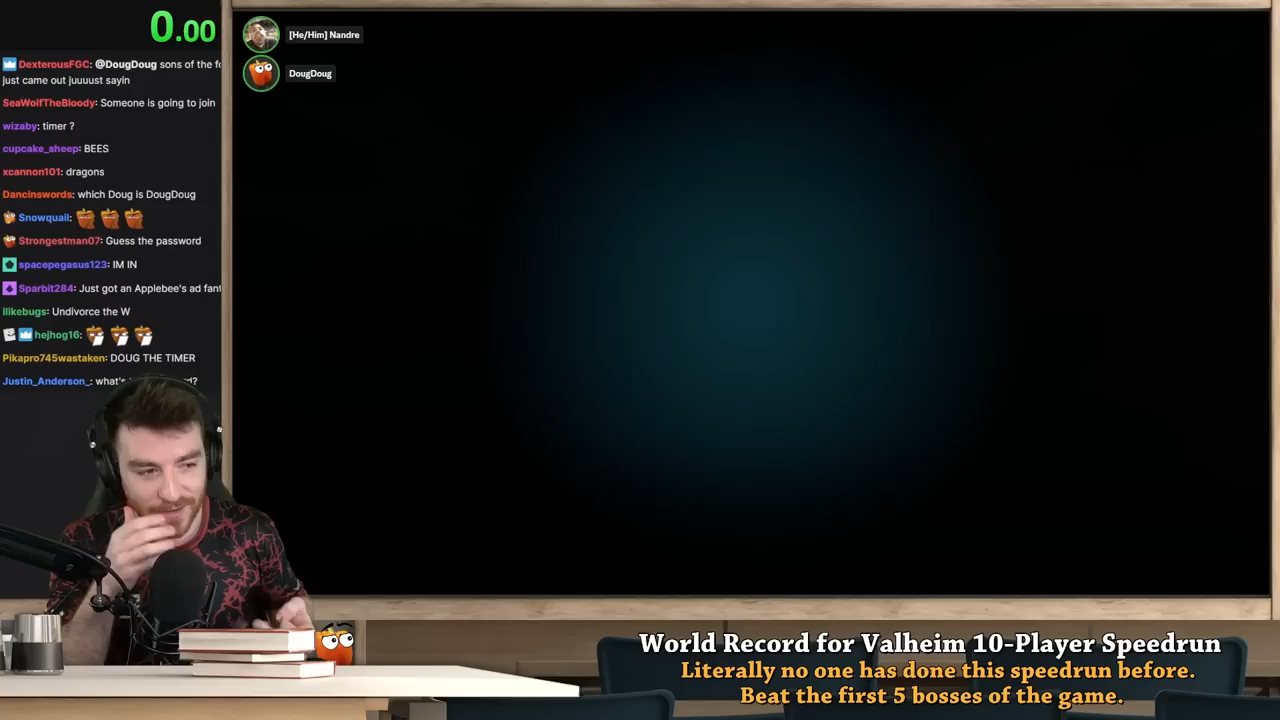 0.00
[He/Him] Nandre
DougDoug
DexterousFGC: @DougDoug sons of the fo
just came out juuuust sayin
SeaWolfTheBloody: Someone is going to join
wizaby: timer ?
cupcake_sheep: BEES
xcannon101: dragons
Dancinswords: which Doug is DougDoug
Snowquail:
Strongestman07: Guess the password
spacepegasus123: IM IN
Sparbit284: Just got an Applebee's ad fant
ilikebugs: Undivorce the W
hejhog16:
Pikapro745wastaken: DOUG THE TIMER
Justin_Anderson_: what's
World Record for Valheim 10-Player Speedrun
Literally no one has done this speedrun before.
Beat the first 5 bosses of the game.